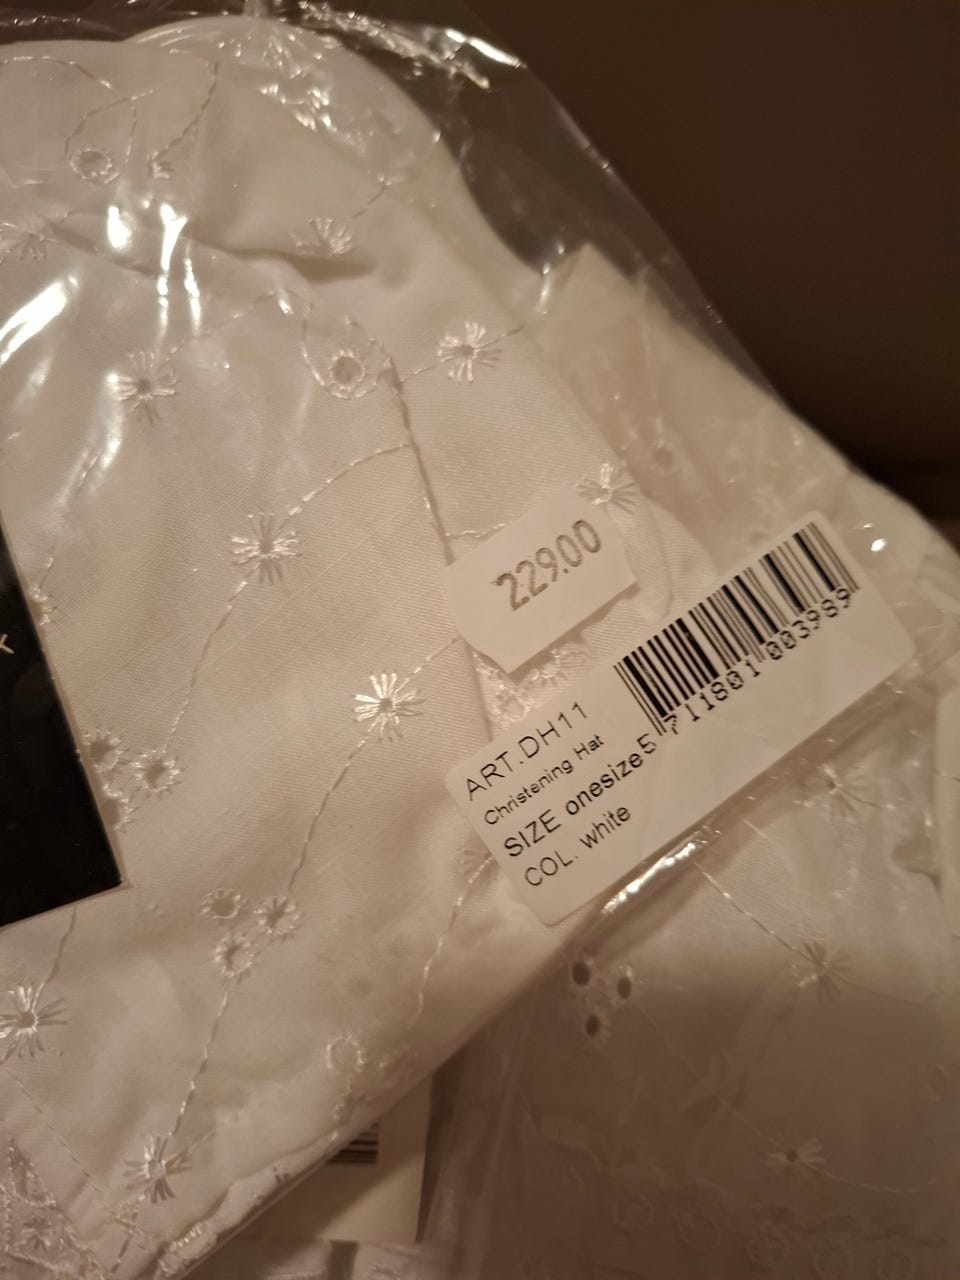 229.00
ART.DH11
Christening Hat
SIZE onesize
COL. white
5 711801 003989